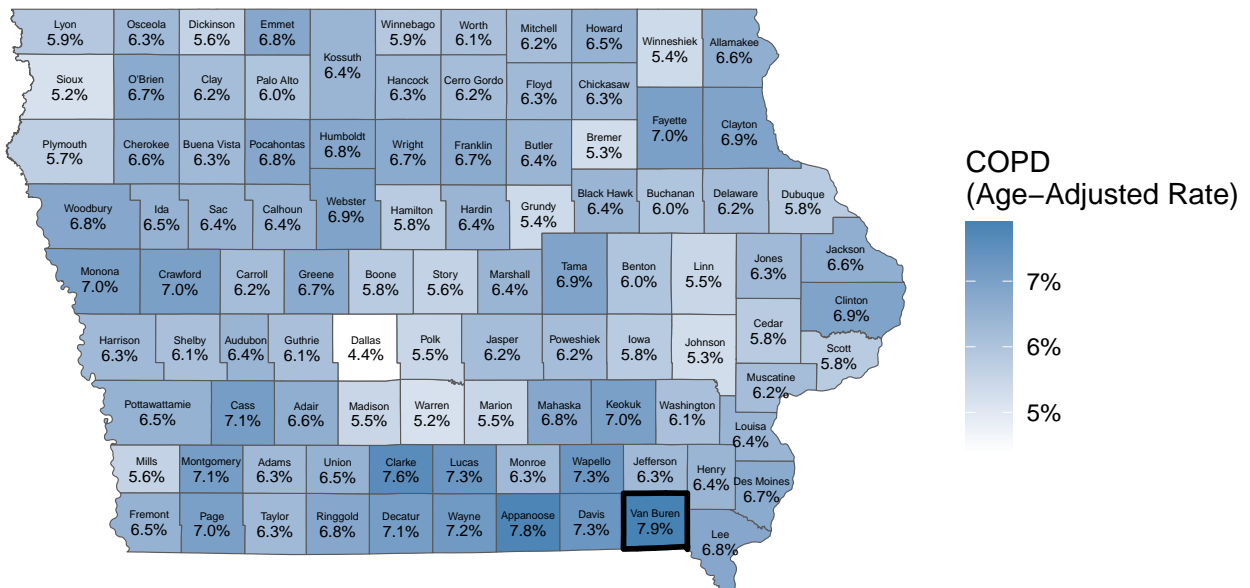 Lyon
5.9%
Osceola
6.3%
Dickinson
5.6%
Emmet
6.8%
Kossuth
6.4%
Winnebago
5.9%
Worth
6.1%
Mitchell
6.2%
Howard
6.5%
Winneshiek
5.4%
Allamakee
6.6%
Sioux
5.2%
O'Brien
6.7%
Clay
6.2%
Palo Alto
6.0%
Hancock
6.3%
Cerro Gordo
6.2%
Floyd
6.3%
Chickasaw
6.3%
Fayette
7.0%
Clayton
6.9%
Plymouth
5.7%
Cherokee
6.6%
Buena Vista
6.3%
Pocahontas
6.8%
Humboldt
6.8%
Wright
6.7%
Franklin
6.7%
Butler
6.4%
Bremer
5.3%
Woodbury
6.8%
Ida
6.5%
Sac
6.4%
Calhoun
6.4%
Webster
6.9%
Hamilton
5.8%
Hardin
6.4%
Grundy
5.4%
Black Hawk
6.4%
Buchanan
6.0%
Delaware
6.2%
Dubuque
5.8%
Monona
7.0%
Crawford
7.0%
Carroll
6.2%
Greene
6.7%
Boone
5.8%
Story
5.6%
Marshall
6.4%
Tama
6.9%
Benton
6.0%
Linn
5.5%
Jones
6.3%
Jackson
6.6%
Clinton
6.9%
Harrison
6.3%
Shelby
6.1%
Audubon
6.4%
Guthrie
6.1%
Dallas
4.4%
Polk
5.5%
Jasper
6.2%
Poweshiek
6.2%
Iowa
5.8%
Johnson
5.3%
Cedar
5.8%
Scott
5.8%
Muscatine
6.2%
Pottawattamie
6.5%
Cass
7.1%
Adair
6.6%
Madison
5.5%
Warren
5.2%
Marion
5.5%
Mahaska
6.8%
Keokuk
7.0%
Washington
6.1%
Louisa
6.4%
Mills
5.6%
Montgomery
7.1%
Adams
6.3%
Union
6.5%
Clarke
7.6%
Lucas
7.3%
Monroe
6.3%
Wapello
7.3%
Jefferson
6.3%
Henry
6.4%
Des Moines
6.7%
Fremont
6.5%
Page
7.0%
Taylor
6.3%
Ringgold
6.8%
Decatur
7.1%
Wayne
7.2%
Appanoose
7.8%
Davis
7.3%
Van Buren
7.9%
Lee
6.8%
COPD
(Age−Adjusted Rate)
7%
6%
5%